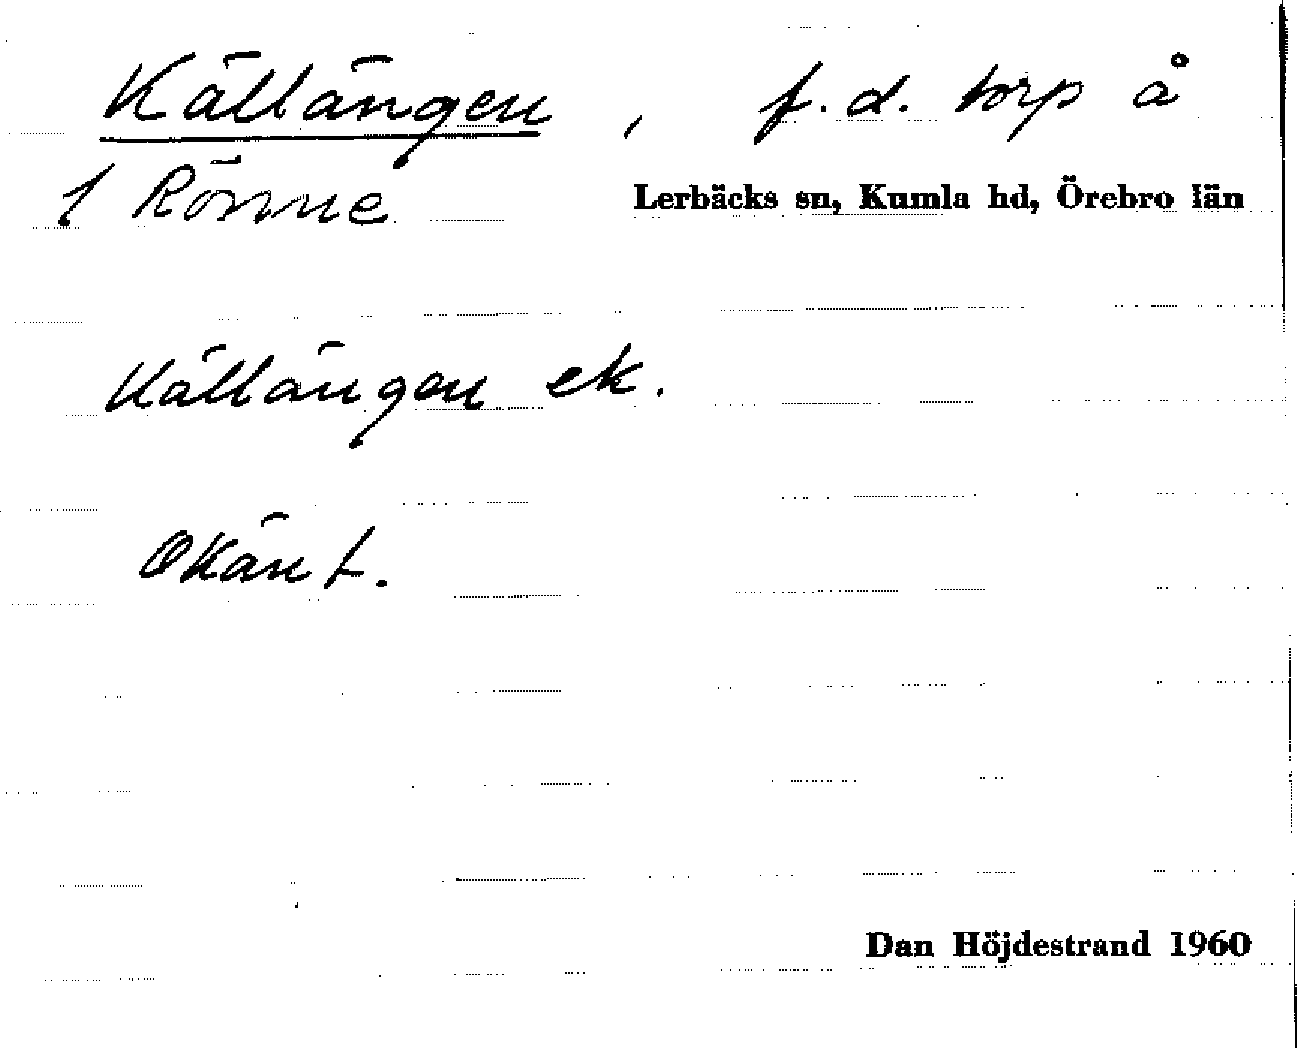 Källängen, f.d. torp å
1 Rönne Lerbäcks sn, Kumla hd, Örebro län
Källängen ek.
Okänt.
Dan Höjdestrand 1960